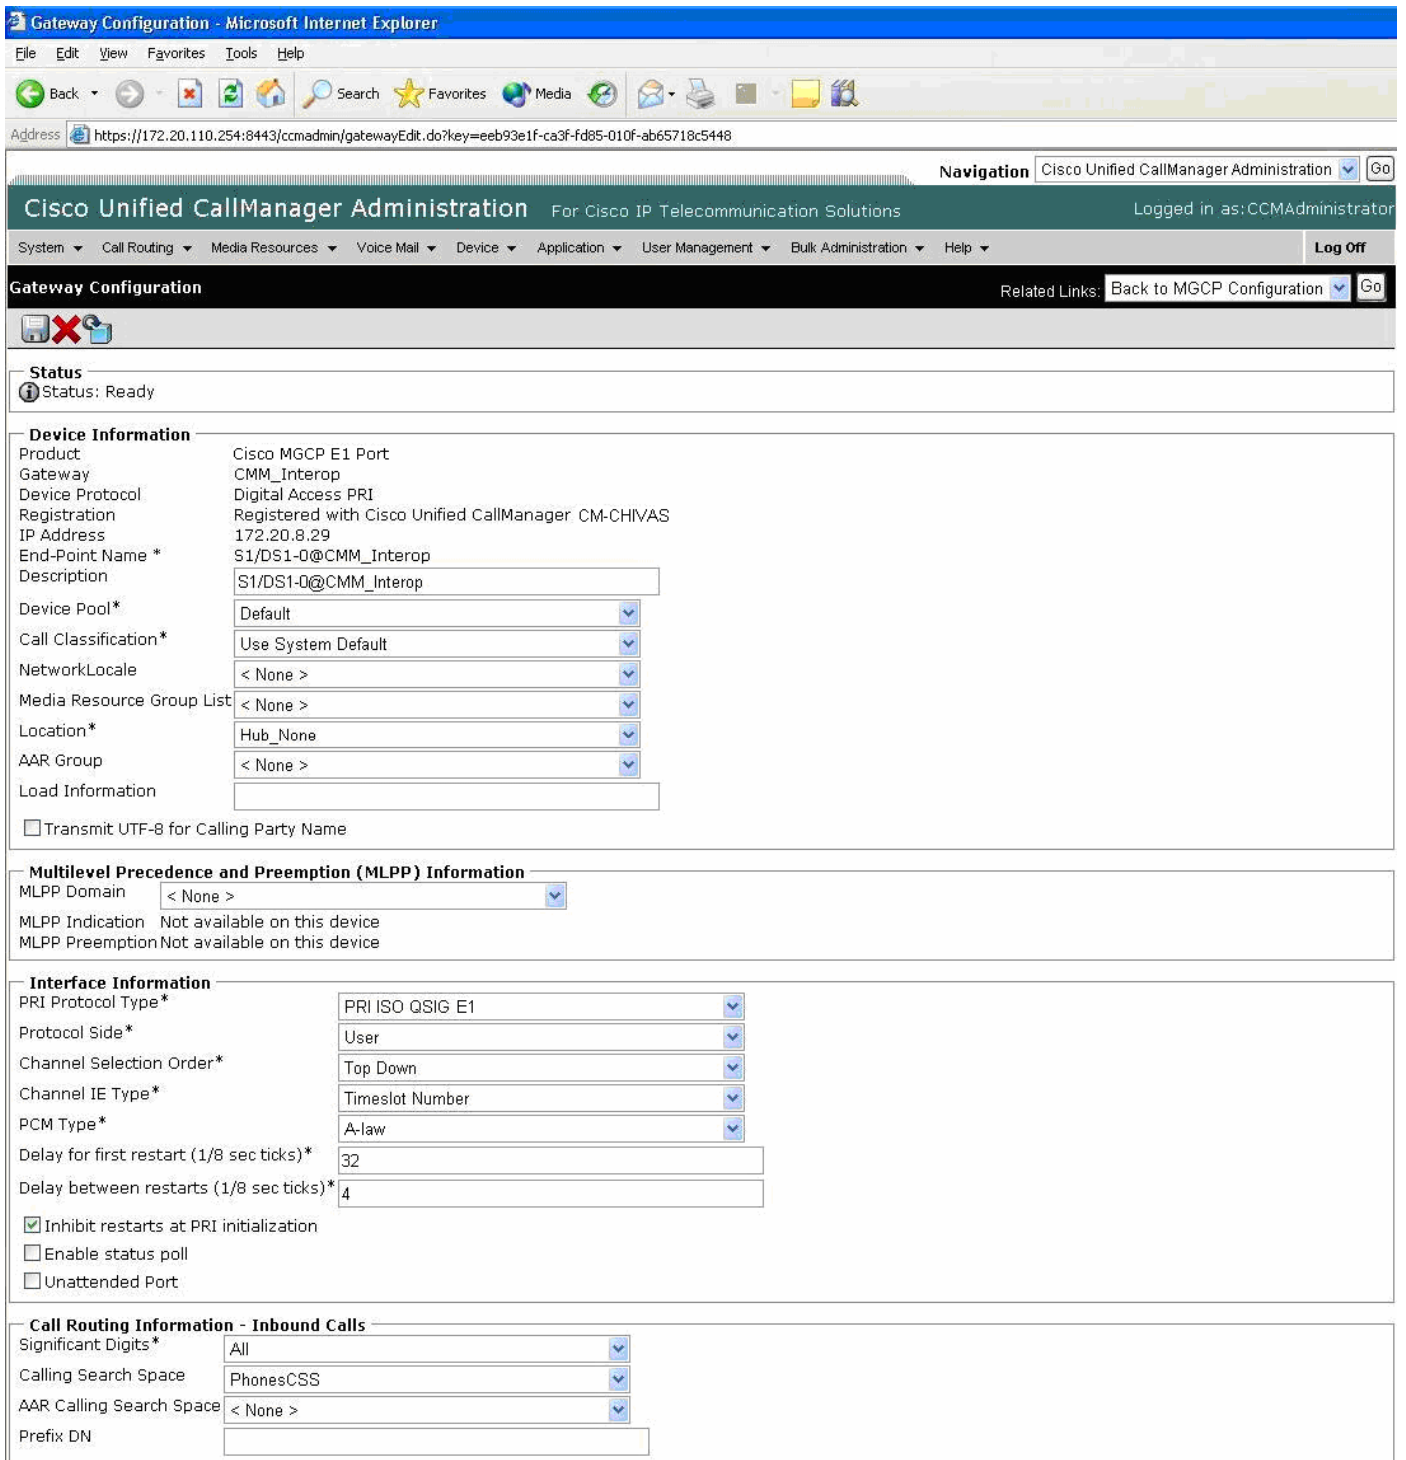 Gateway Configuration - Microsoft Internet Explorer
File Edit View Favorites Tools Help
Back Search Favorites Media
Address https://172.20.110.254:8443/ccmadmin/gatewayEdit.do?key=eeb93e1f-ca3f-fd85-010f-ab65718c5448
Navigation Cisco Unified CallManager Administration Go
Cisco Unified CallManager Administration For Cisco IP Telecommunication Solutions Logged in as:CCMAdministrator
System Call Routing Media Resources Voice Mail Device Application User Management Bulk Administration Help Log Off
Gateway Configuration Related Links: Back to MGCP Configuration Go
Status
Status: Ready
Device Information
Product Cisco MGCP E1 Port
Gateway CMM_Interop
Device Protocol Digital Access PRI
Registration Registered with Cisco Unified CallManager CM-CHIVAS
IP Address 172.20.8.29
End-Point Name * S1/DS1-0@CMM_Interop
Description S1/DS1-0@CMM_Interop
Device Pool* Default
Call Classification* Use System Default
NetworkLocale < None >
Media Resource Group List < None >
Location* Hub_None
AAR Group < None >
Load Information
Transmit UTF-8 for Calling Party Name
Multilevel Precedence and Preemption (MLPP) Information
MLPP Domain < None >
MLPP Indication Not available on this device
MLPP Preemption Not available on this device
Interface Information
PRI Protocol Type* PRI ISO QSIG E1
Protocol Side* User
Channel Selection Order* Top Down
Channel IE Type* Timeslot Number
PCM Type* A-law
Delay for first restart (1/8 sec ticks)* 32
Delay between restarts (1/8 sec ticks)* 4
Inhibit restarts at PRI initialization
Enable status poll
Unattended Port
Call Routing Information - Inbound Calls
Significant Digits* All
Calling Search Space PhonesCSS
AAR Calling Search Space < None >
Prefix DN